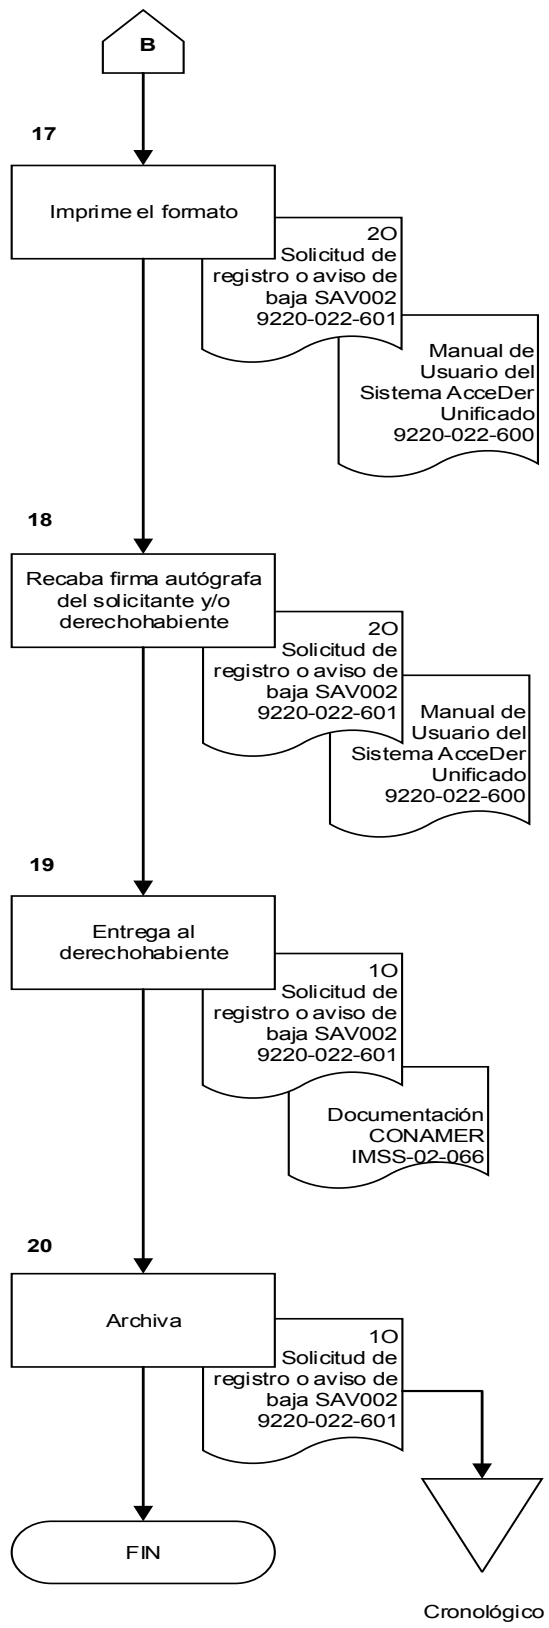 B
17
Imprime el formato
2O
Solicitud de
registro o aviso de
baja SAV002
9220-022-601
Manual de
Usuario del
Sistema AcceDer
Unificado
9220-022-600
18
Recaba firma autógrafa
del solicitante y/o
derechohabiente
2O
Solicitud de
registro o aviso de
baja SAV002
9220-022-601
Manual de
Usuario del
Sistema AcceDer
Unificado
9220-022-600
19
Entrega al
derechohabiente
1O
Solicitud de
registro o aviso de
baja SAV002
9220-022-601
Documentación
CONAMER
IMSS-02-066
20
Archiva
1O
Solicitud de
registro o aviso de
baja SAV002
9220-022-601
FIN
Cronológico